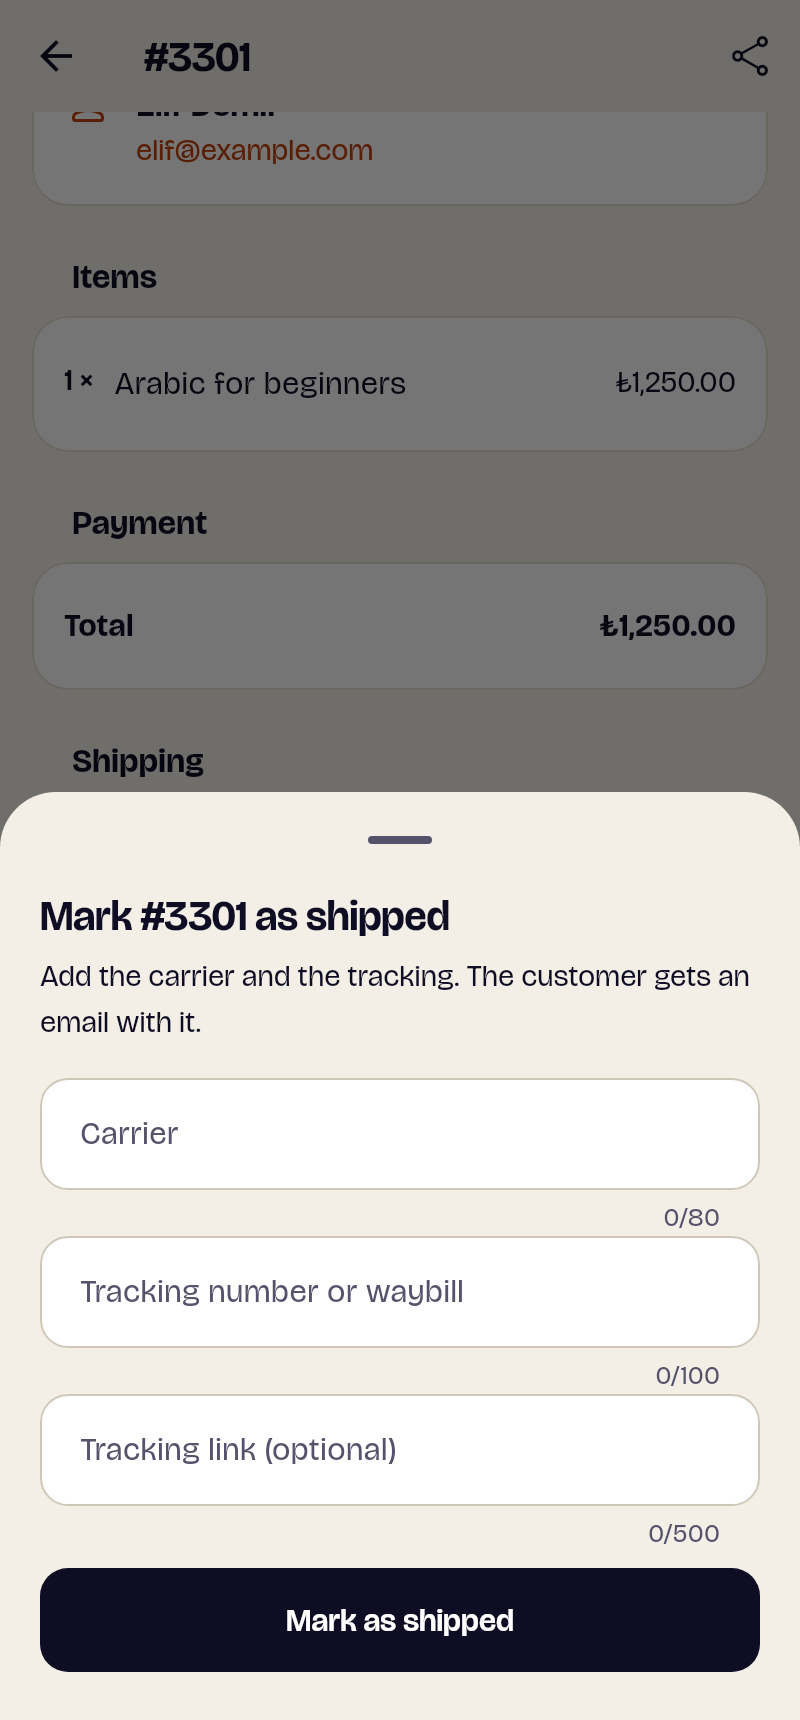 #3301
elif@example.com
Items
1 × Arabic for beginners ₺1,250.00
Payment
Total ₺1,250.00
Shipping
Mark #3301 as shipped
Add the carrier and the tracking. The customer gets an
email with it.
Carrier
0/80
Tracking number or waybill
0/100
Tracking link (optional)
0/500
Mark as shipped